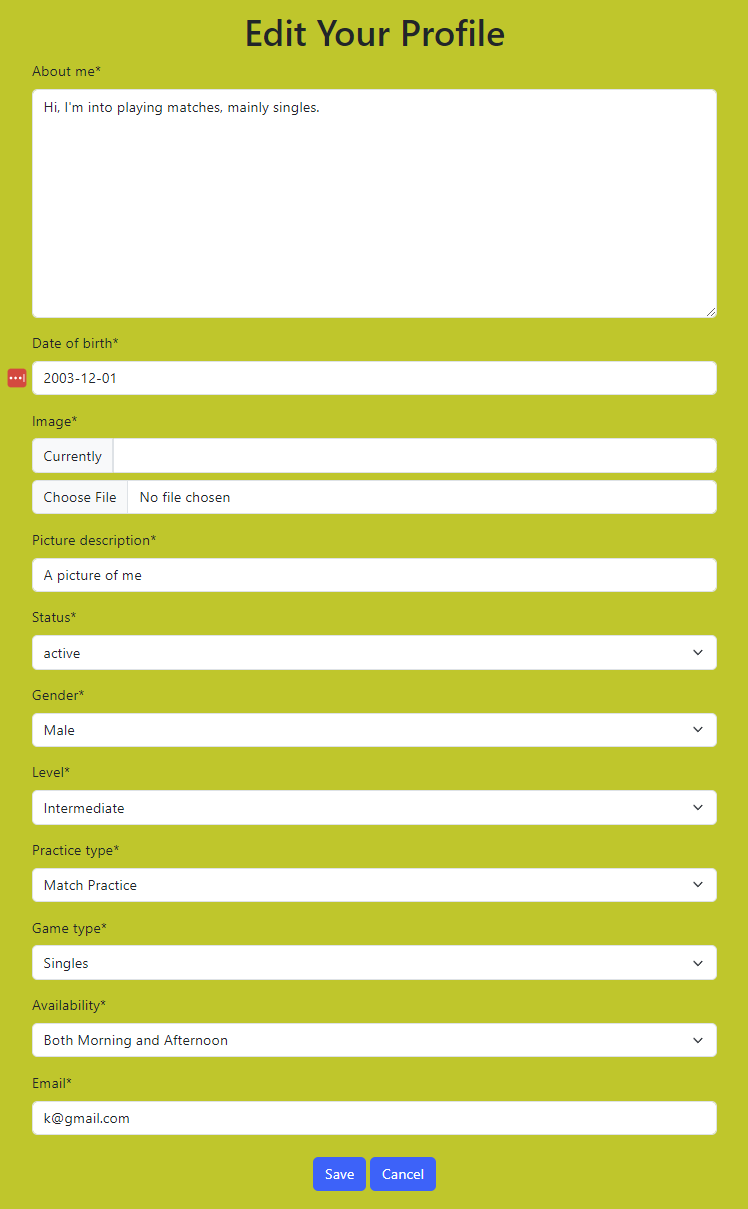 Edit Your Profile
About me*
Hi, I'm into playing matches, mainly singles.
Date of birth*
2003-12-01
Image*
Currently
Choose File No file chosen
Picture description*
A picture of me
Status*
active
Gender*
Male
Level*
Intermediate
Practice type*
Match Practice
Game type*
Singles
Availability*
Both Morning and Afternoon
Email*
k@gmail.com
Save Cancel